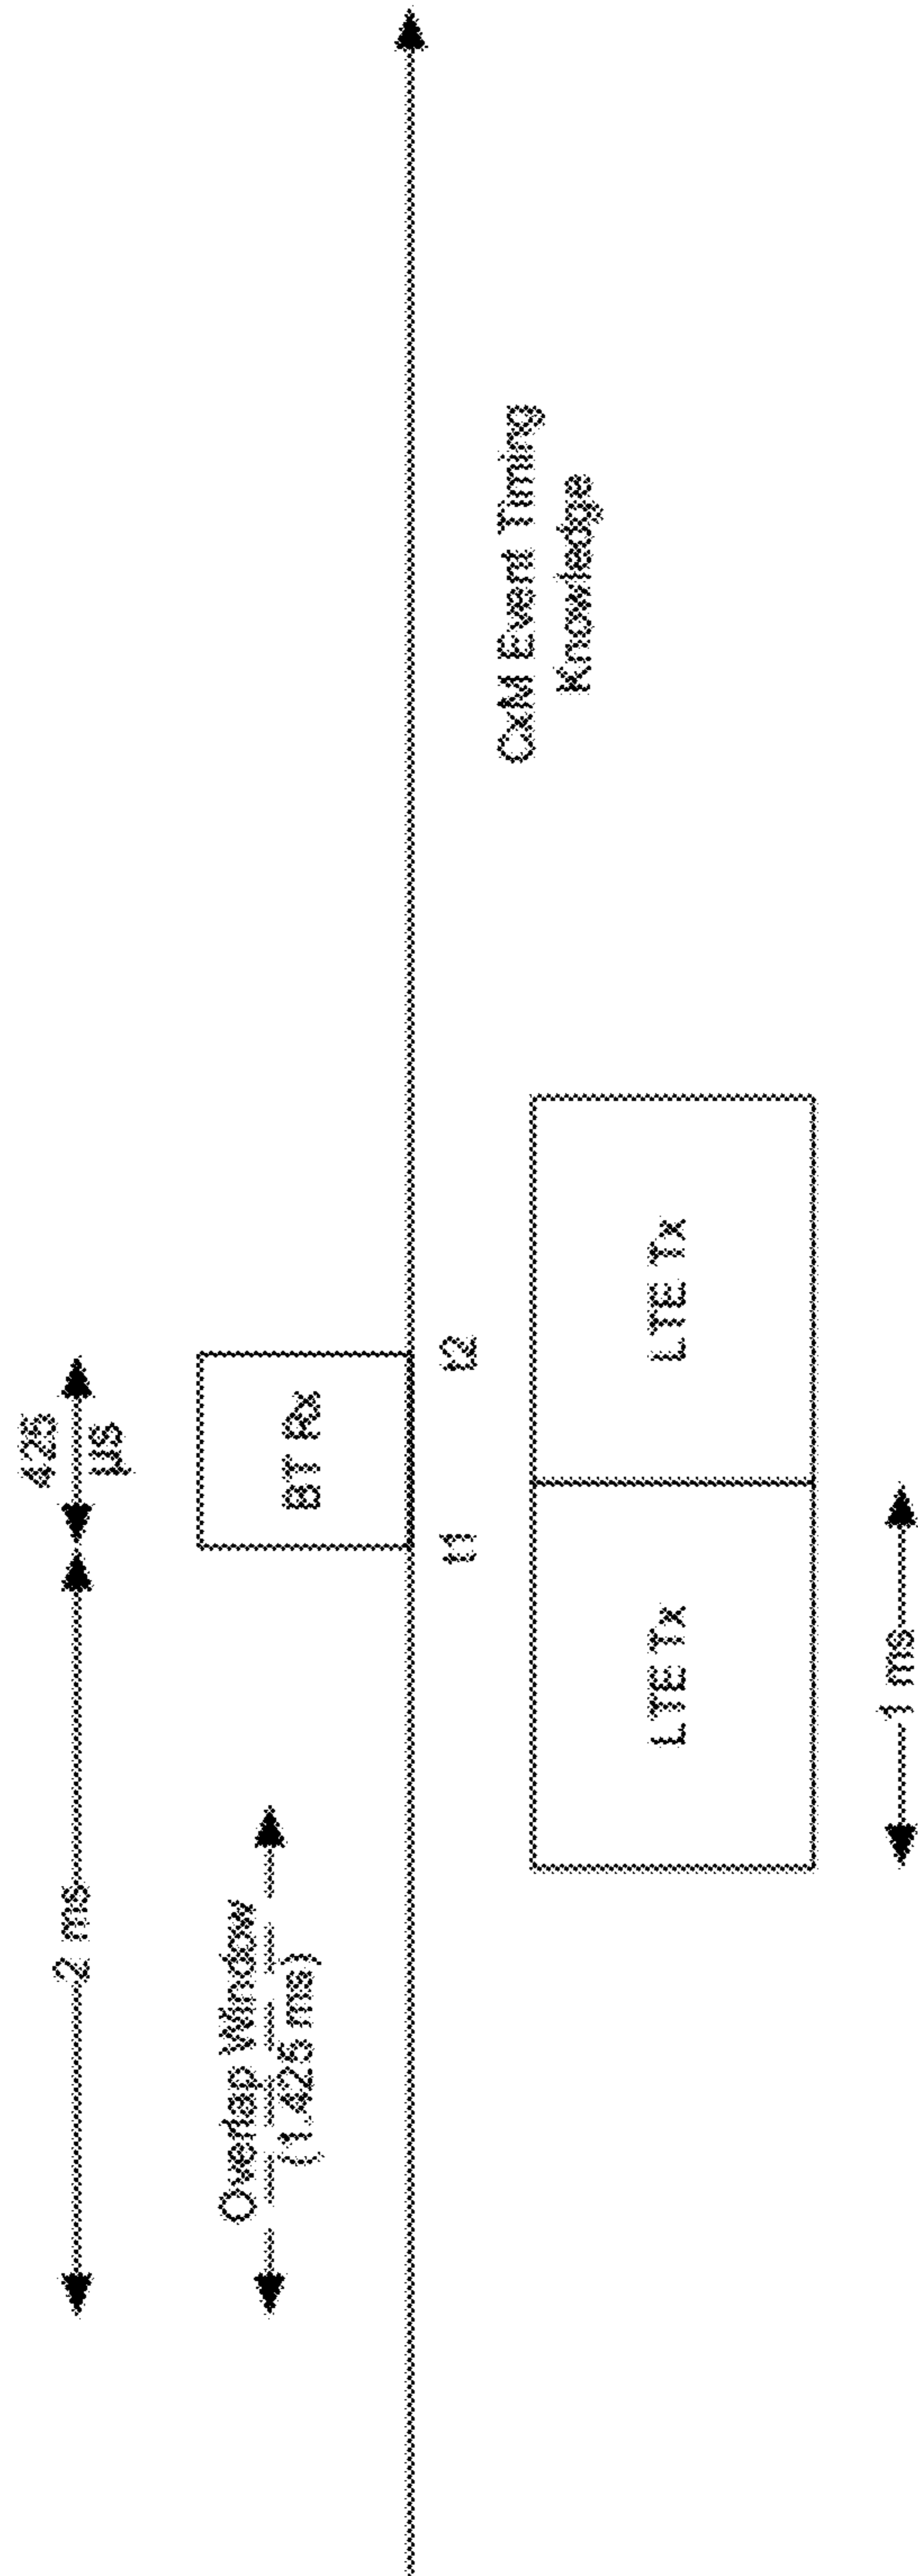 2 ms
425
µs
Overlap Window
(1.425 ms)
BT Rx
t1
t2
CxM Event Timing
Knowledge
LTE Tx
LTE Tx
1 ms